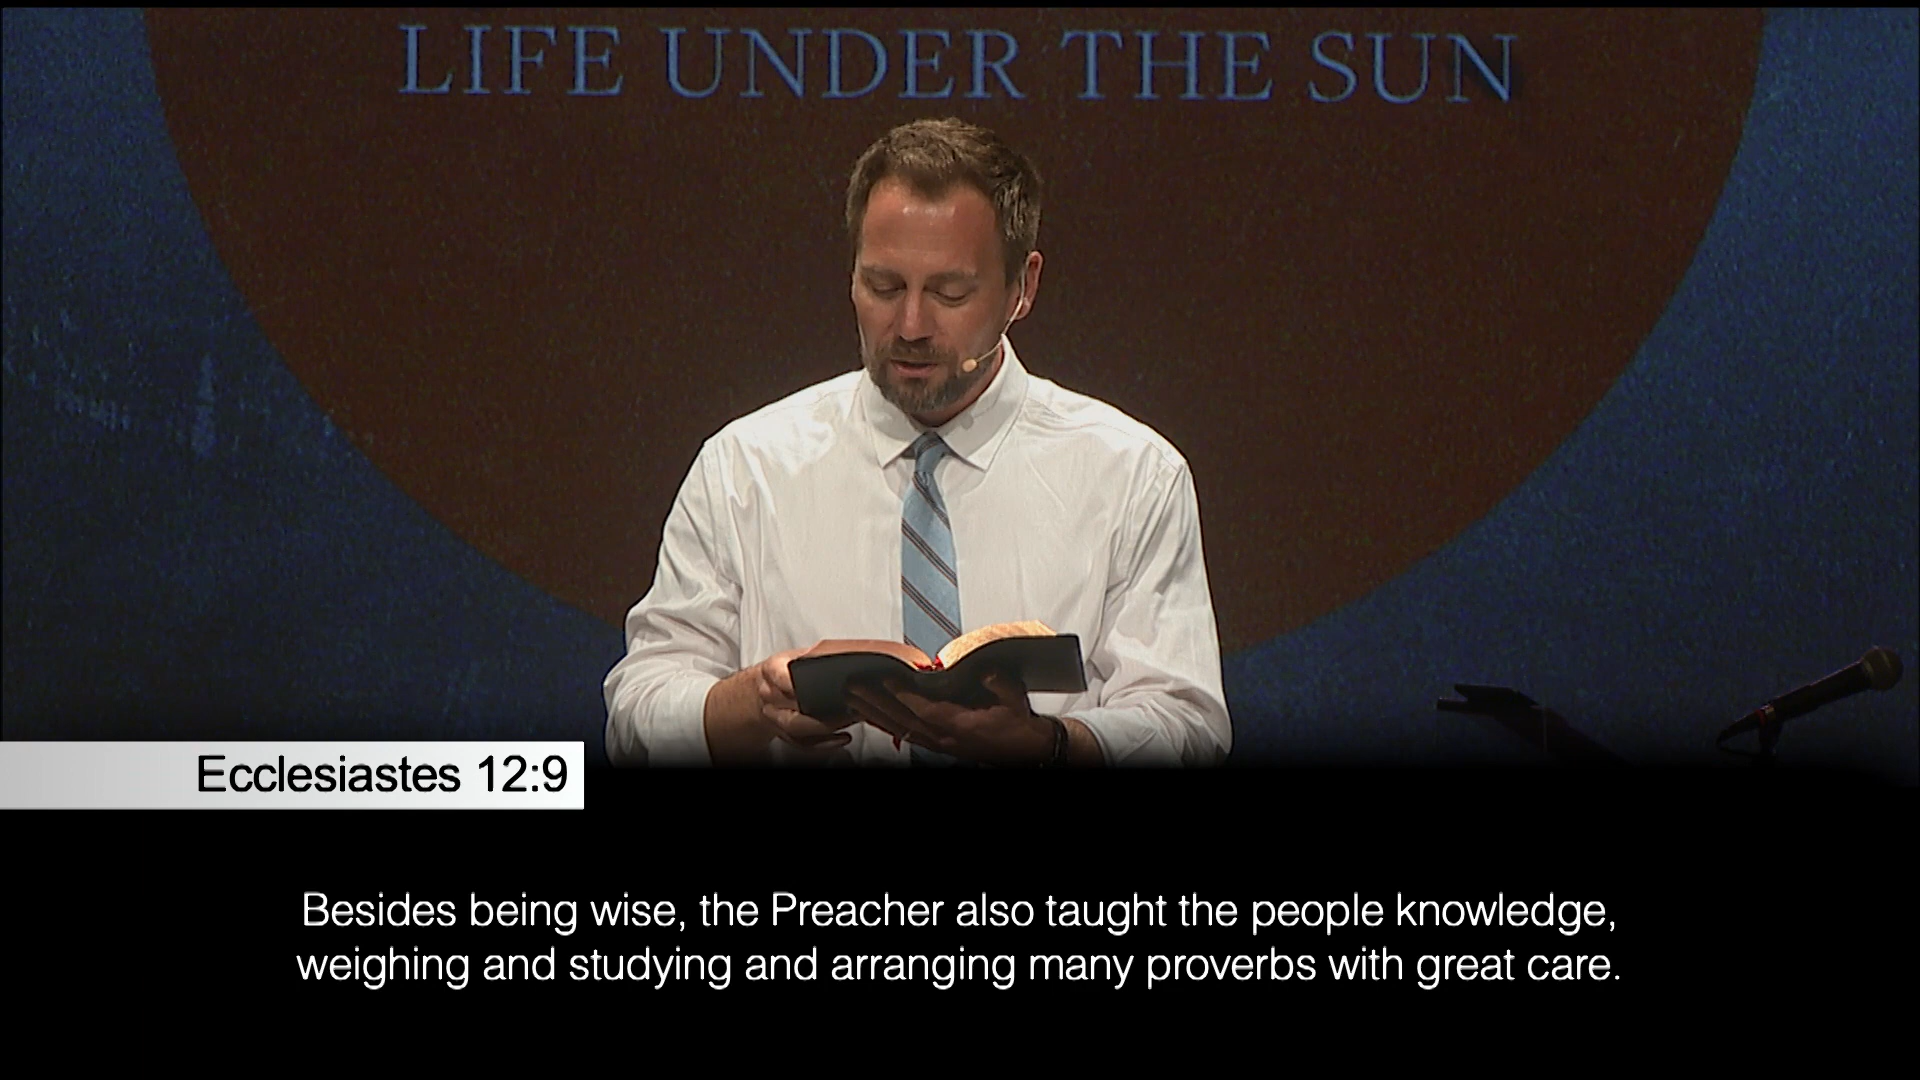 LIFE UNDER THE SUN
Ecclesiastes 12:9
Besides being wise, the Preacher also taught the people knowledge,
weighing and studying and arranging many proverbs with great care.